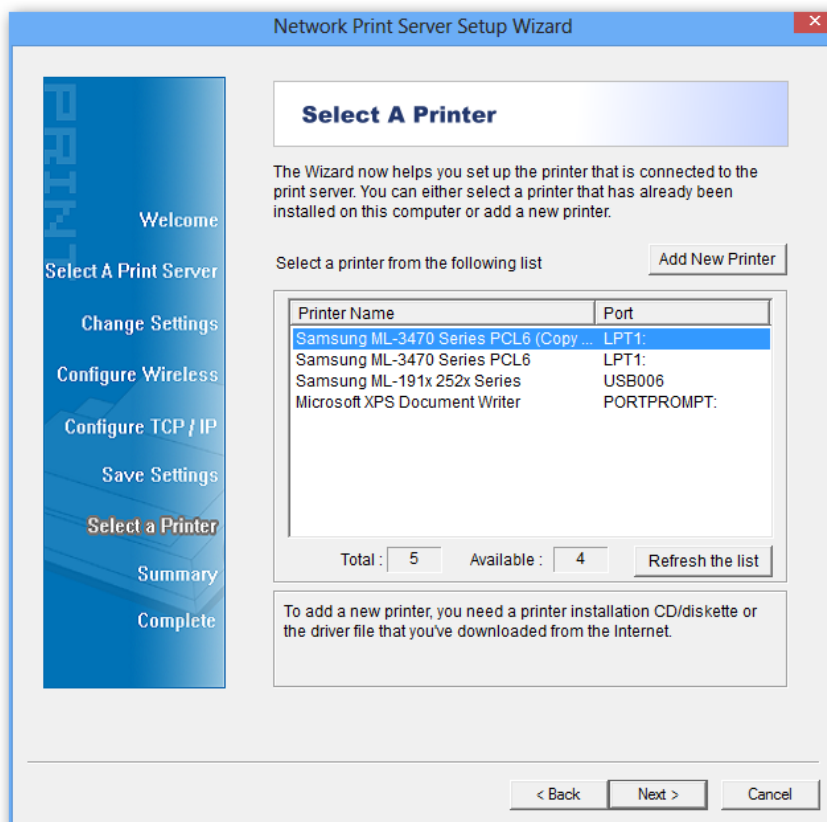 Network Print Server Setup Wizard
PRINT
Welcome
Select A Print Server
Change Settings
Configure Wireless
Configure TCP / IP
Save Settings
Select a Printer
Summary
Complete
Select A Printer
The Wizard now helps you set up the printer that is connected to the
print server. You can either select a printer that has already been
installed on this computer or add a new printer.
Select a printer from the following list
Add New Printer
Printer Name Port
Samsung ML-3470 Series PCL6 (Copy ... LPT1:
Samsung ML-3470 Series PCL6 LPT1:
Samsung ML-191x 252x Series USB006
Microsoft XPS Document Writer PORTPROMPT:
Total : 5 Available : 4 Refresh the list
To add a new printer, you need a printer installation CD/diskette or
the driver file that you've downloaded from the Internet.
< Back Next > Cancel